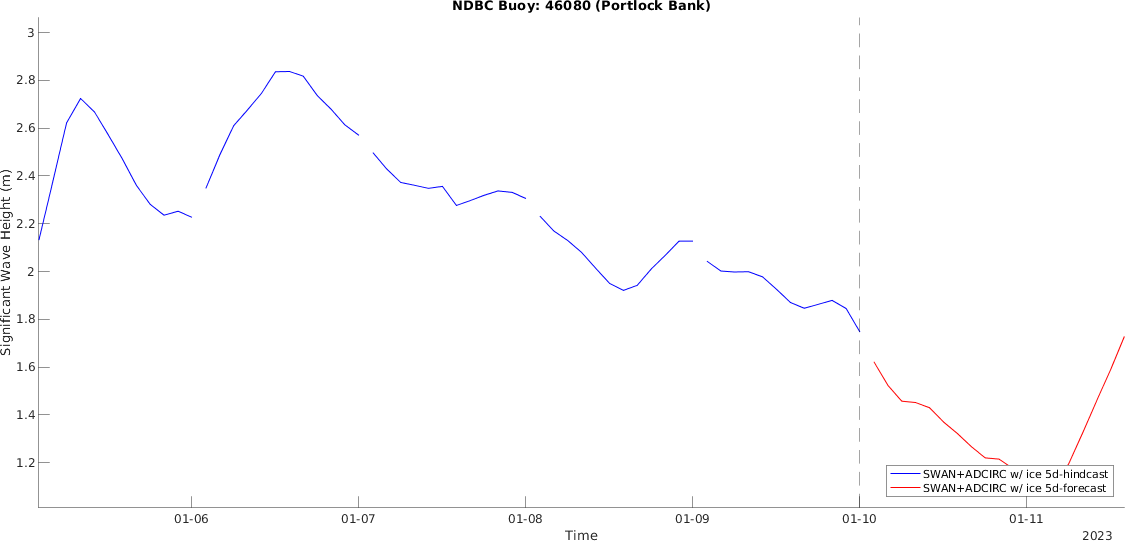 NDBC Buoy: 46080 (Portlock Bank)
3
2.8
2.6
2.4
2.2
2
1.8
1.6
1.4
1.2
Significant Wave Height (m)
SWAN+ADCIRC w/ ice 5d-hindcast
SWAN+ADCIRC w/ ice 5d-forecast
01-06 01-07 01-08 01-09 01-10 01-11
Time
2023